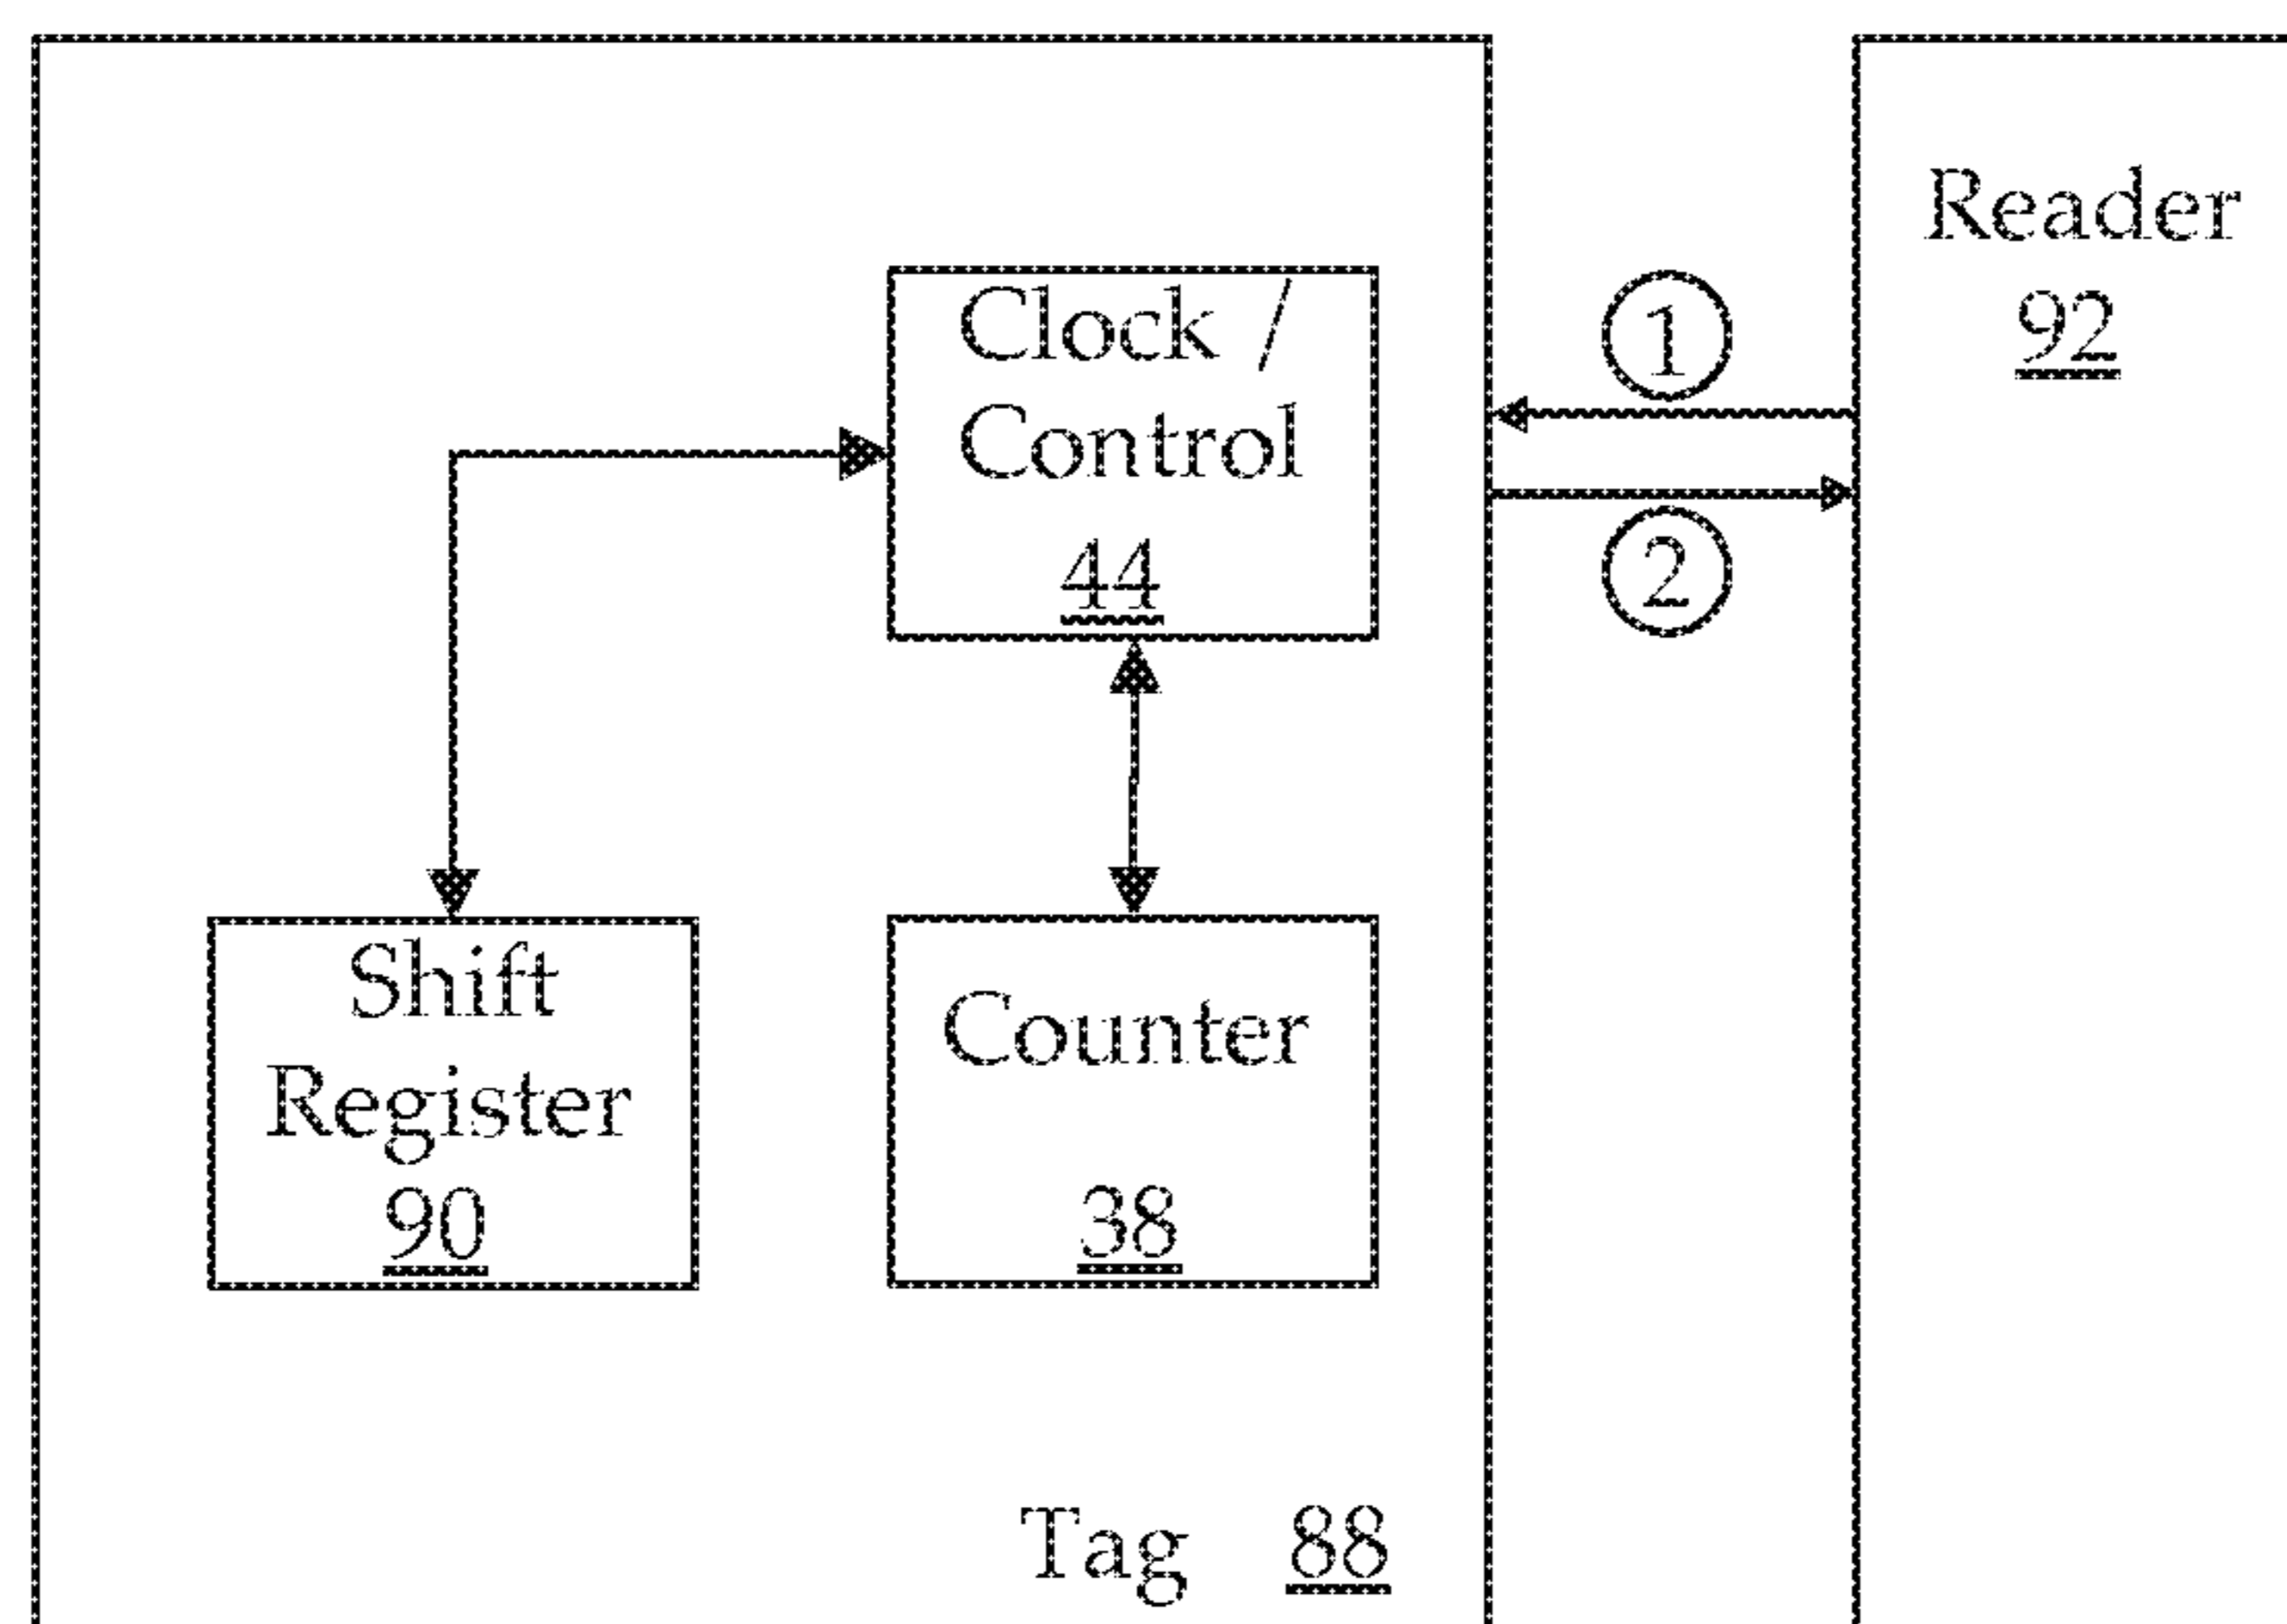 Clock /
Control
44
Shift
Register
90
Counter
38
Tag 88
1
2
Reader
92